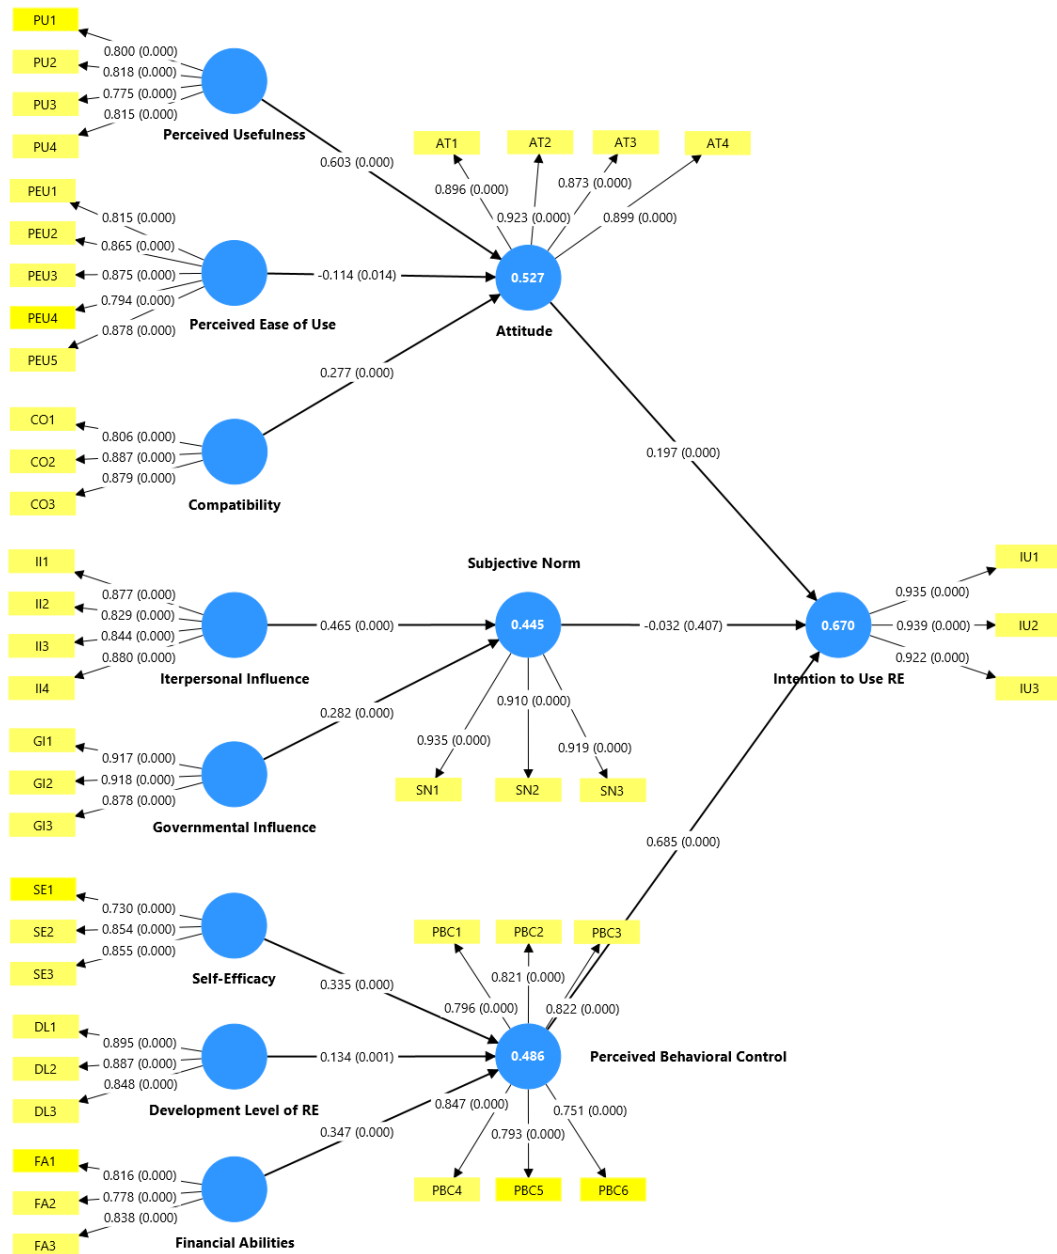 PU1
0.800 (0.000)
PU2
0.818 (0.000)
PU3
0.775 (0.000)
PU4
0.815 (0.000)
Perceived Usefulness
0.603 (0.000)
AT1
AT2
AT3
AT4
0.896 (0.000)
0.923 (0.000)
0.873 (0.000)
0.899 (0.000)
PEU1
0.815 (0.000)
PEU2
0.865 (0.000)
PEU3
0.875 (0.000)
PEU4
0.794 (0.000)
PEU5
0.878 (0.000)
Perceived Ease of Use
-0.114 (0.014)
0.527
Attitude
0.277 (0.000)
CO1
0.806 (0.000)
CO2
0.887 (0.000)
CO3
0.879 (0.000)
Compatibility
0.197 (0.000)
II1
0.877 (0.000)
II2
0.829 (0.000)
II3
0.844 (0.000)
II4
0.880 (0.000)
Iterpersonal Influence
0.465 (0.000)
Subjective Norm
0.445
-0.032 (0.407)
0.670
Intention to Use RE
IU1
0.935 (0.000)
IU2
0.939 (0.000)
IU3
0.922 (0.000)
0.282 (0.000)
0.935 (0.000)
0.910 (0.000)
0.919 (0.000)
SN1
SN2
SN3
GI1
0.917 (0.000)
GI2
0.918 (0.000)
GI3
0.878 (0.000)
Governmental Influence
0.685 (0.000)
SE1
0.730 (0.000)
SE2
0.854 (0.000)
SE3
0.855 (0.000)
Self-Efficacy
0.335 (0.000)
PBC1
PBC2
PBC3
0.796 (0.000)
0.821 (0.000)
0.822 (0.000)
DL1
0.895 (0.000)
DL2
0.887 (0.000)
DL3
0.848 (0.000)
Development Level of RE
0.134 (0.001)
0.486
Perceived Behavioral Control
0.347 (0.000)
0.847 (0.000)
0.793 (0.000)
0.751 (0.000)
PBC4
PBC5
PBC6
FA1
0.816 (0.000)
FA2
0.778 (0.000)
FA3
0.838 (0.000)
Financial Abilities